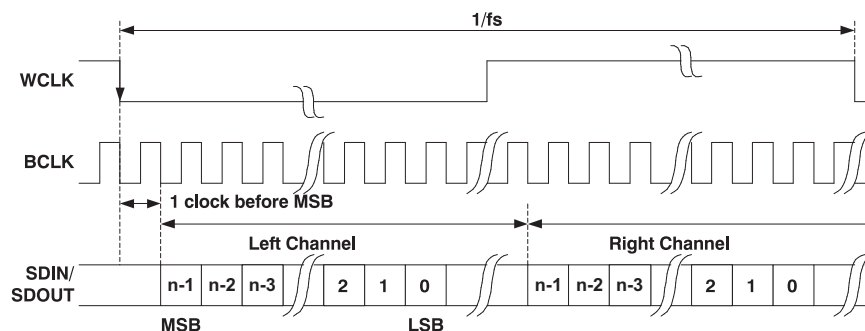 1/fs
WCLK
BCLK
1 clock before MSB
Left Channel
Right Channel
SDIN/
SDOUT
n-1 n-2 n-3 2 1 0 n-1 n-2 n-3 2 1 0
MSB LSB